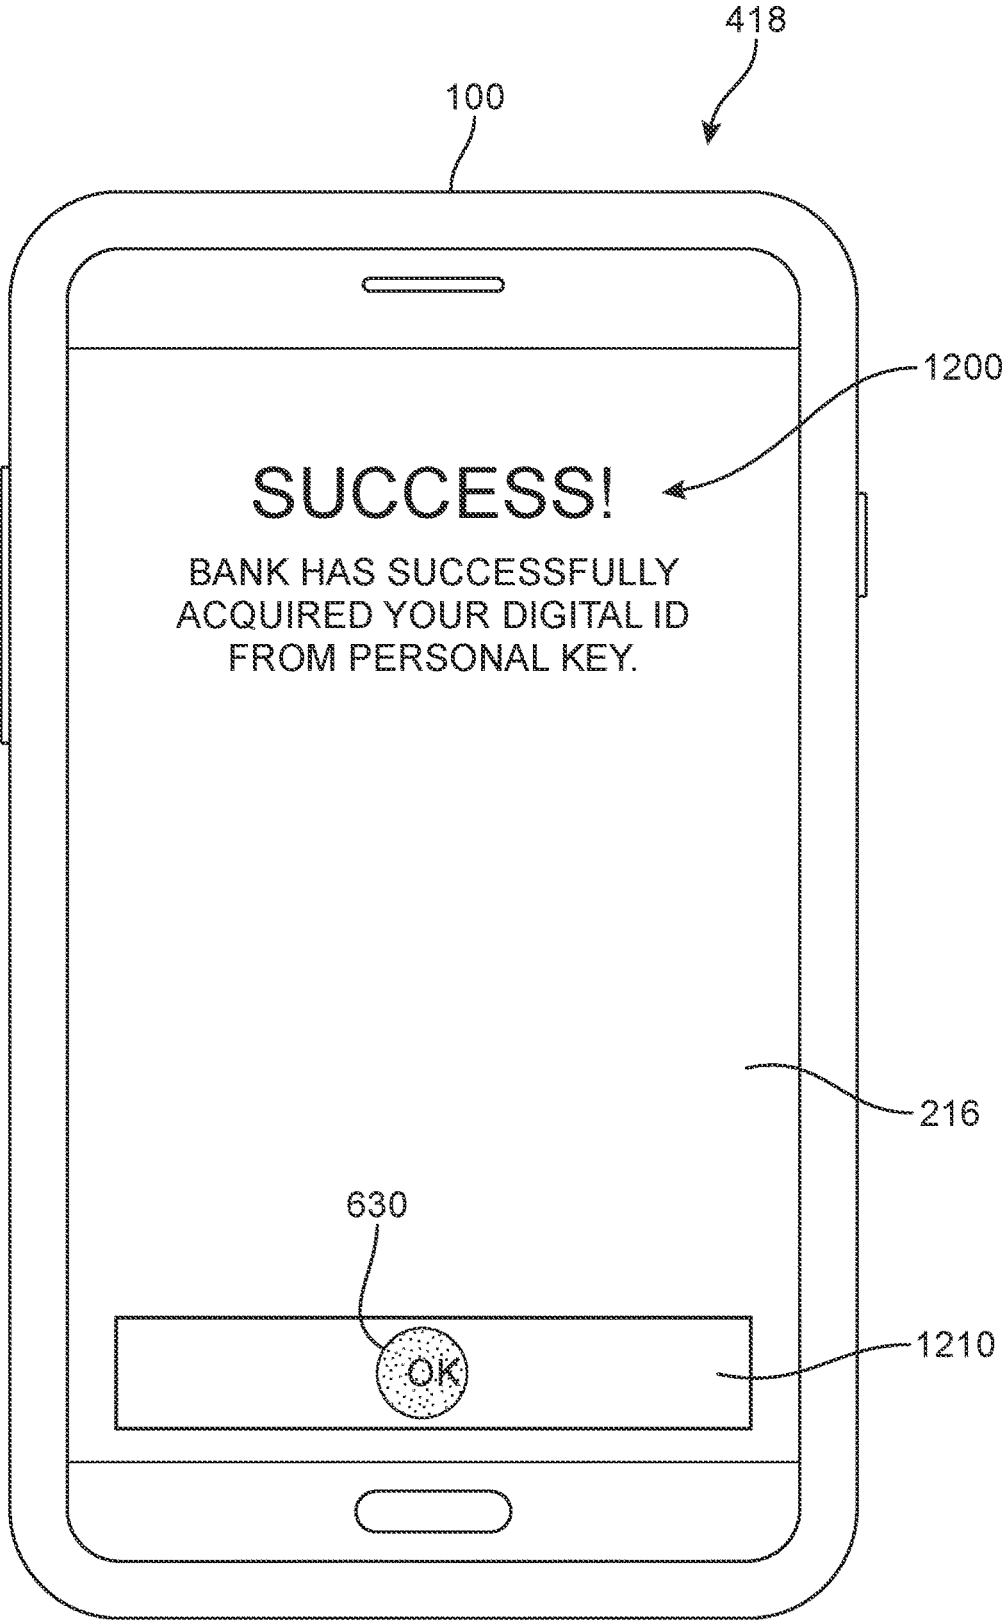 418
100
1200
SUCCESS!
BANK HAS SUCCESSFULLY
ACQUIRED YOUR DIGITAL ID
FROM PERSONAL KEY.
216
630
OK
1210